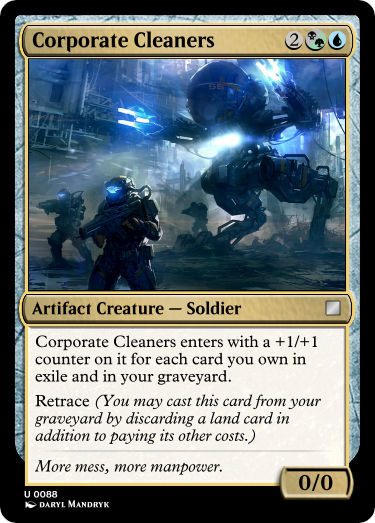 Corporate Cleaners 2
Artifact Creature — Soldier
Corporate Cleaners enters with a +1/+1
counter on it for each card you own in
exile and in your graveyard.
Retrace (You may cast this card from your
graveyard by discarding a land card in
addition to paying its other costs.)
More mess, more manpower.
0/0
U 0088
DARYL MANDRYK